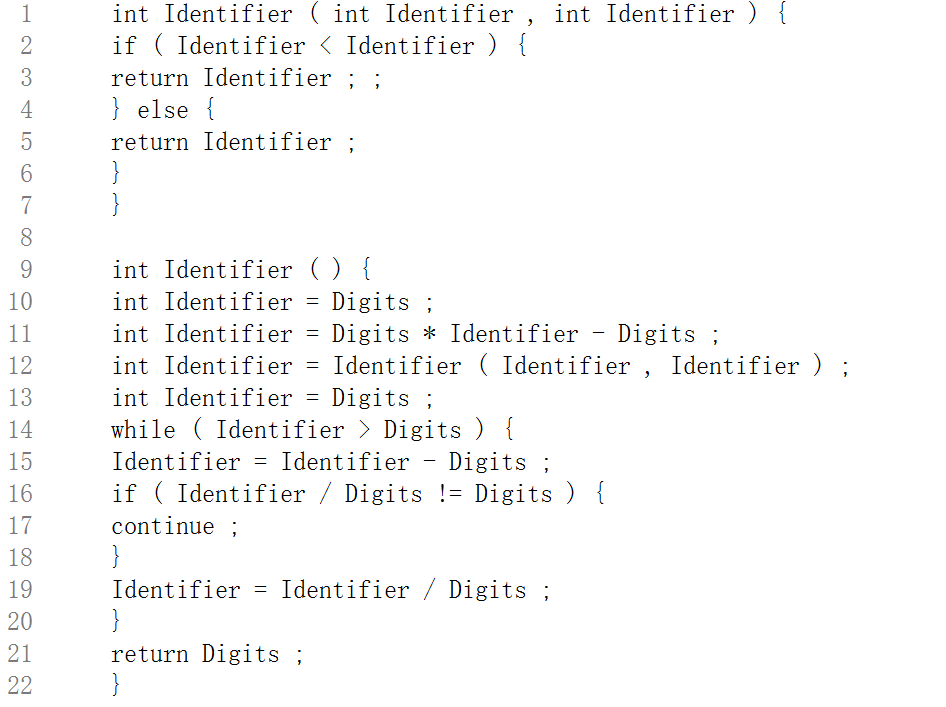 1 int Identifier ( int Identifier , int Identifier ) {
2 if ( Identifier < Identifier ) {
3 return Identifier ; ;
4 } else {
5 return Identifier ;
6 }
7 }
8
9 int Identifier ( ) {
10 int Identifier = Digits ;
11 int Identifier = Digits * Identifier - Digits ;
12 int Identifier = Identifier ( Identifier , Identifier ) ;
13 int Identifier = Digits ;
14 while ( Identifier > Digits ) {
15 Identifier = Identifier - Digits ;
16 if ( Identifier / Digits != Digits ) {
17 continue ;
18 }
19 Identifier = Identifier / Digits ;
20 }
21 return Digits ;
22 }